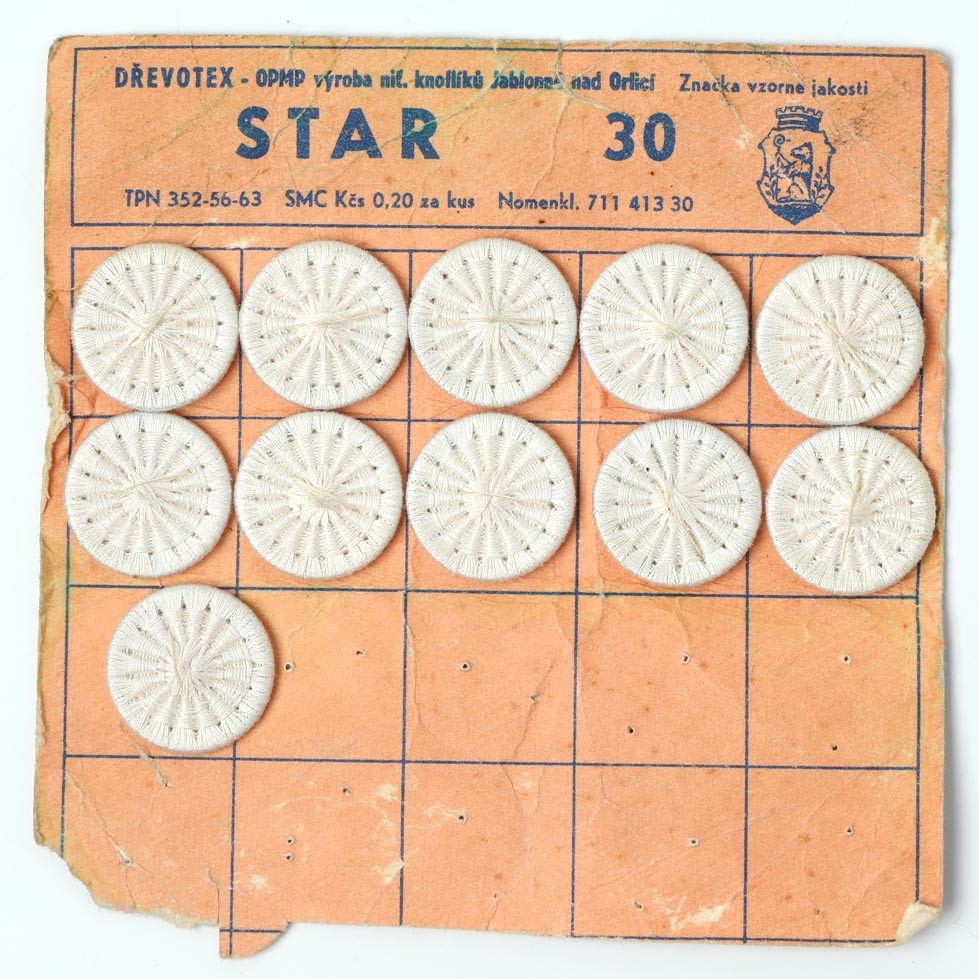 DŘEVOTEX - OPMP výroba nit. knoflíků Jablonné nad Orlicí Značka vzorne jakosti
STAR 30
TPN 352-56-63 SMC Kčs 0,20 za kus Nomenkl. 711 413 30